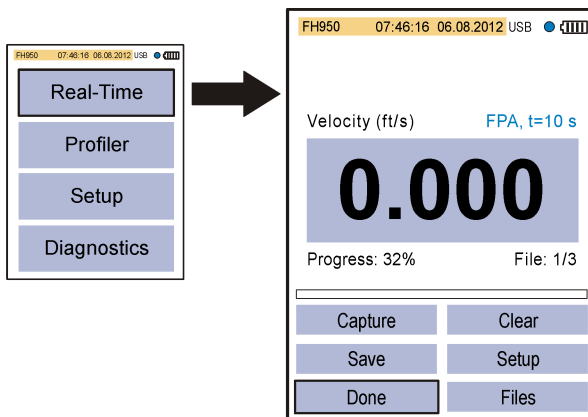 FH950 07:46:16 06.08.2012 USB
Real-Time
Profiler
Setup
Diagnostics
FH950 07:46:16 06.08.2012 USB
Velocity (ft/s) FPA, t=10 s
0.000
Progress: 32% File: 1/3
Capture Clear
Save Setup
Done Files